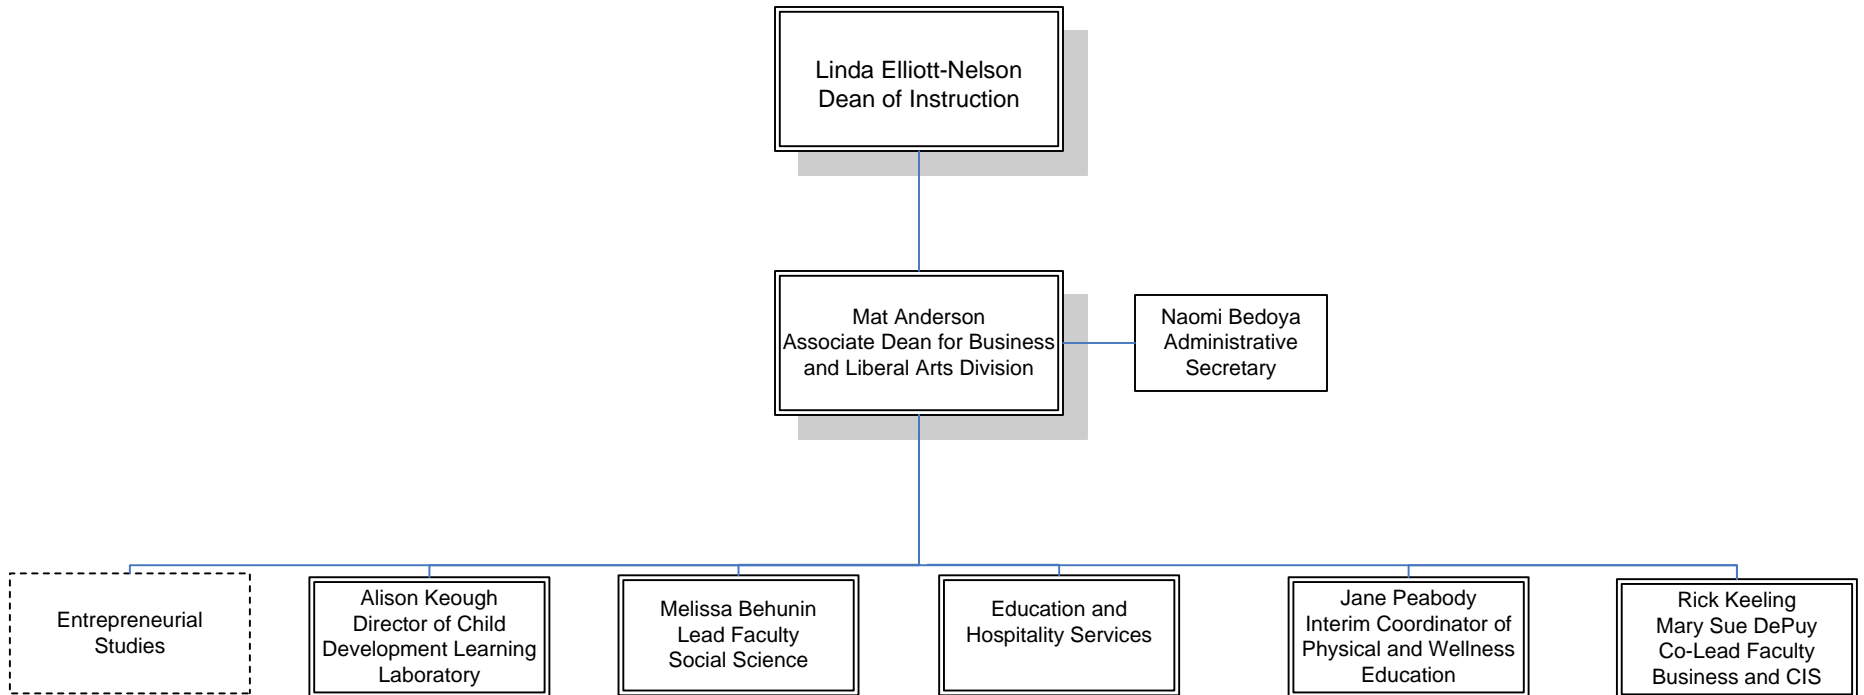 Linda Elliott-Nelson
Dean of Instruction
Mat Anderson
Associate Dean for Business
and Liberal Arts Division
Naomi Bedoya
Administrative
Secretary
Entrepreneurial
Studies
Alison Keough
Director of Child
Development Learning
Laboratory
Melissa Behunin
Lead Faculty
Social Science
Education and
Hospitality Services
Jane Peabody
Interim Coordinator of
Physical and Wellness
Education
Rick Keeling
Mary Sue DePuy
Co-Lead Faculty
Business and CIS